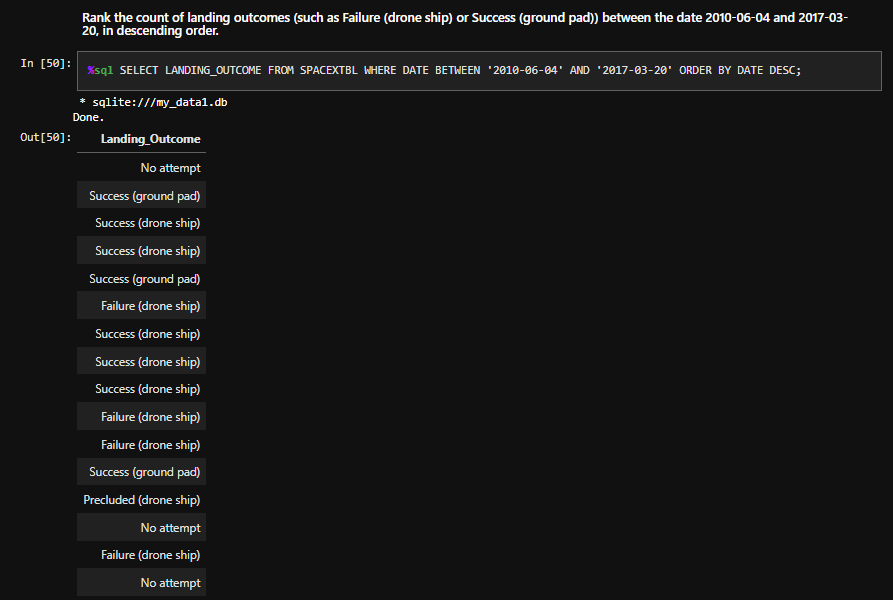 Rank the count of landing outcomes (such as Failure (drone ship) or Success (ground pad)) between the date 2010-06-04 and 2017-03-
20, in descending order.
In [50]: %sql SELECT LANDING_OUTCOME FROM SPACEXTBL WHERE DATE BETWEEN '2010-06-04' AND '2017-03-20' ORDER BY DATE DESC;
* sqlite:///my_data1.db
Done.
Out[50]: Landing_Outcome
No attempt
Success (ground pad)
Success (drone ship)
Success (drone ship)
Success (ground pad)
Failure (drone ship)
Success (drone ship)
Success (drone ship)
Success (drone ship)
Failure (drone ship)
Failure (drone ship)
Success (ground pad)
Precluded (drone ship)
No attempt
Failure (drone ship)
No attempt